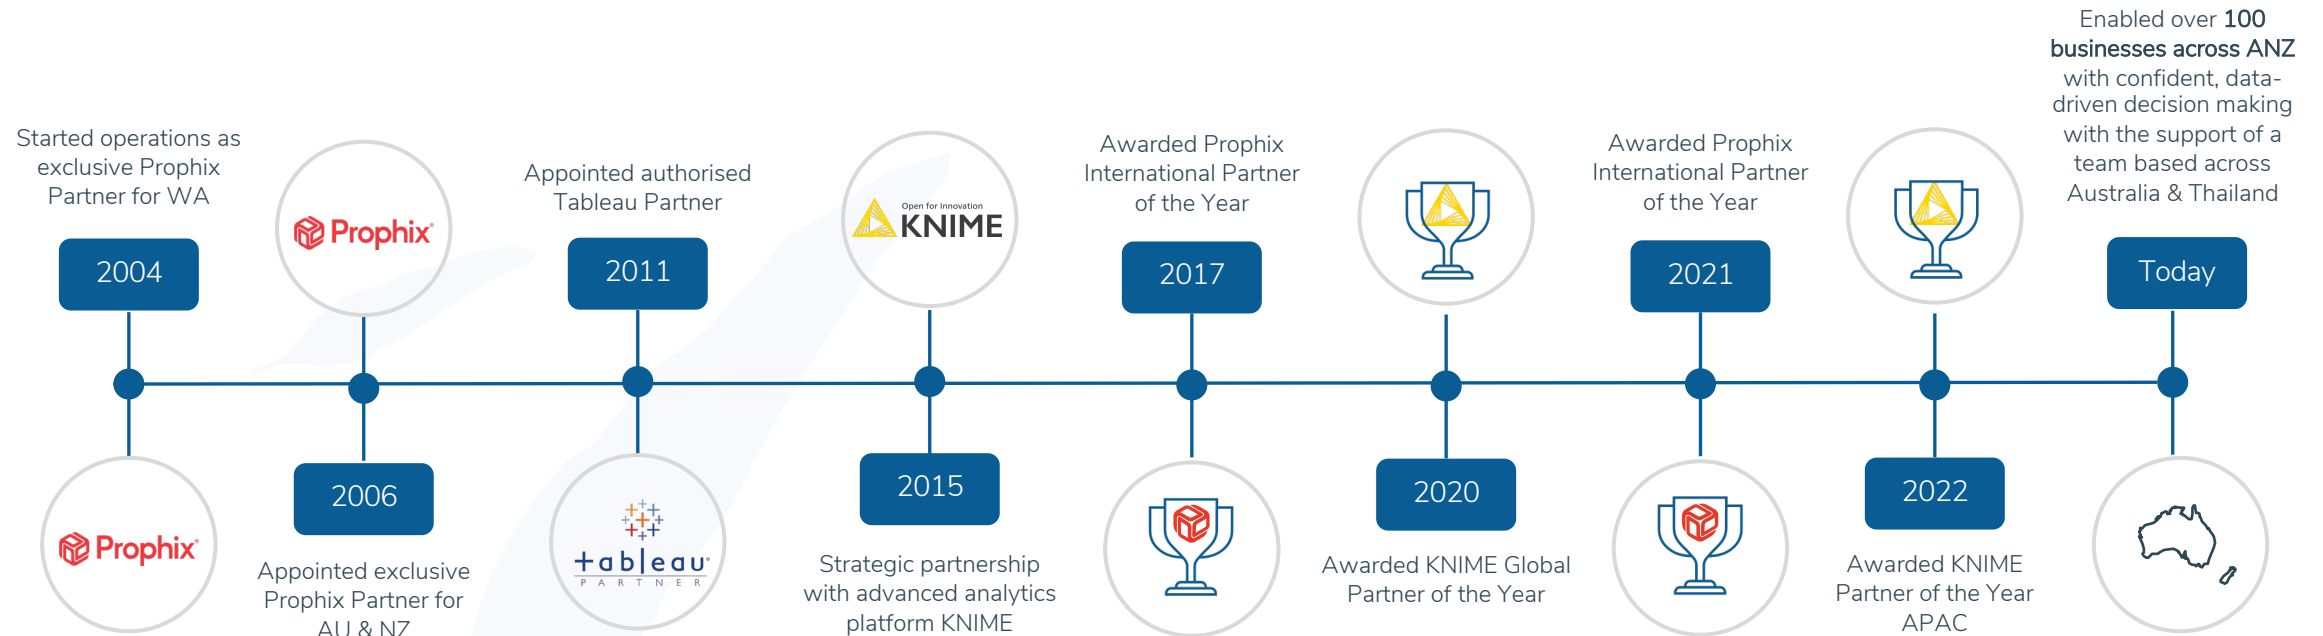 Started operations as
exclusive Prophix
Partner for WA
2004
Prophix
Prophix
2006
Appointed exclusive
Prophix Partner for
AU & NZ
Appointed authorised
Tableau Partner
2011
+ableau
PARTNER
Open for Innovation
KNIME
2015
Strategic partnership
with advanced analytics
platform KNIME
Awarded Prophix
International Partner
of the Year
2017
2020
Awarded KNIME Global
Partner of the Year
Awarded Prophix
International Partner
of the Year
2021
2022
Awarded KNIME
Partner of the Year
APAC
Enabled over 100
businesses across ANZ
with confident, data-
driven decision making
with the support of a
team based across
Australia & Thailand
Today